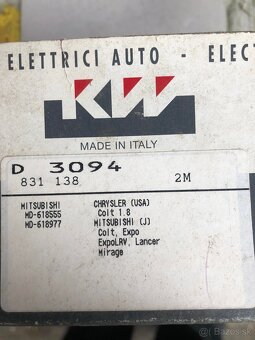 ELETTRICI AUTO - ELECT
KW
MADE IN ITALY
D 3094
831 138 2M
MITSUBISHI CHRYSLER (USA)
MD-618555 Colt 1.8
MD-618977 MITSUBISHI (J)
Colt, Expo
ExpoLRV, Lancer
Mirage
bazos.sk